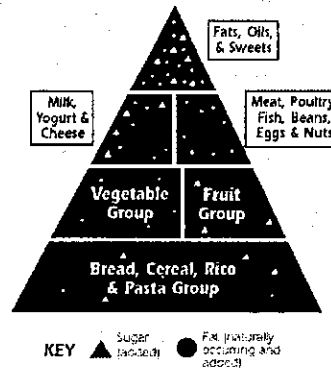 Fats, Oils,
& Sweets
Milk,
Yogurt &
Cheese
Meat, Poultry
Fish, Beans,
Eggs & Nuts
Vegetable
Group
Fruit
Group
Bread, Cereal, Rico
& Pasta Group
KEY
Sugar
(added)
Fat (naturally
occurring and
added)